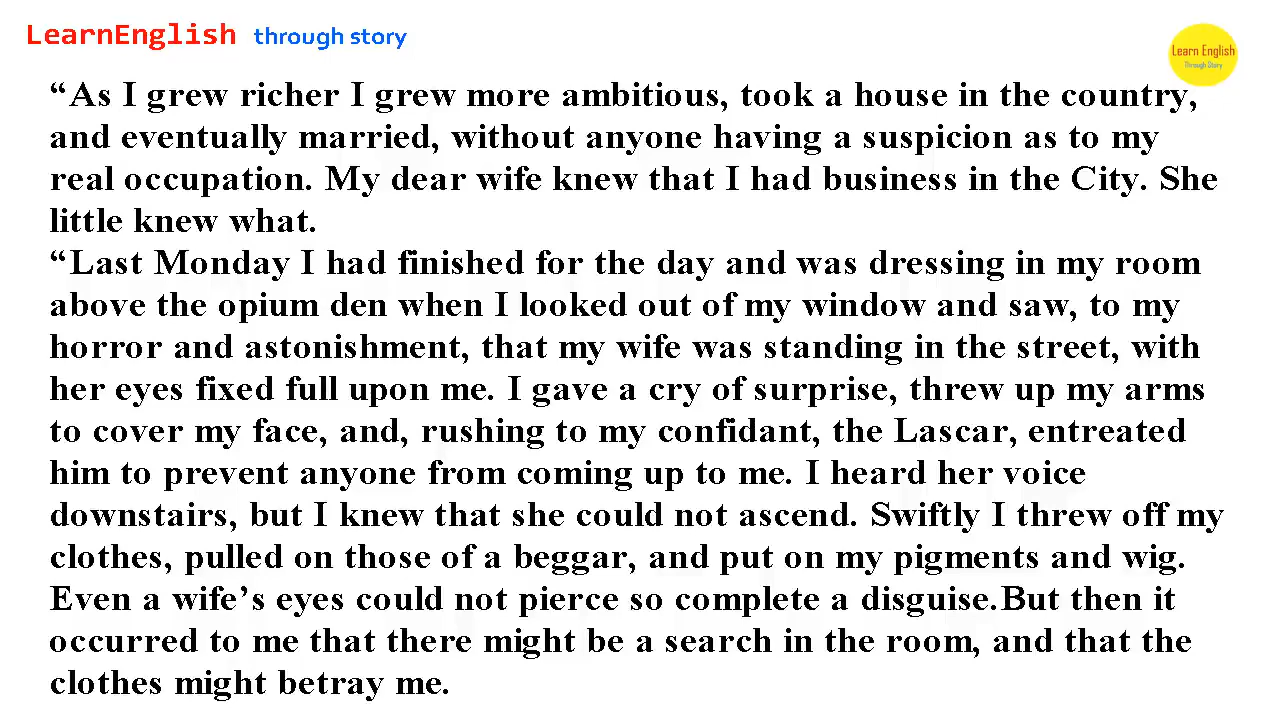 LearnEnglish through story
Learn English
Through Story
“As I grew richer I grew more ambitious, took a house in the country,
and eventually married, without anyone having a suspicion as to my
real occupation. My dear wife knew that I had business in the City. She
little knew what.
“Last Monday I had finished for the day and was dressing in my room
above the opium den when I looked out of my window and saw, to my
horror and astonishment, that my wife was standing in the street, with
her eyes fixed full upon me. I gave a cry of surprise, threw up my arms
to cover my face, and, rushing to my confidant, the Lascar, entreated
him to prevent anyone from coming up to me. I heard her voice
downstairs, but I knew that she could not ascend. Swiftly I threw off my
clothes, pulled on those of a beggar, and put on my pigments and wig.
Even a wife’s eyes could not pierce so complete a disguise.But then it
occurred to me that there might be a search in the room, and that the
clothes might betray me.